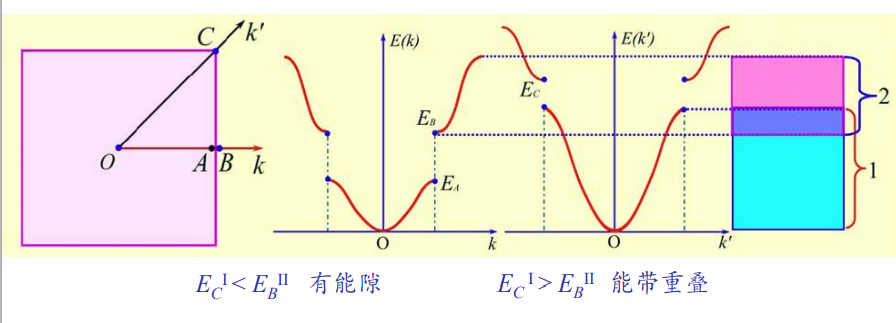 C k′
O A B k
E(k)
E_B
E_A
O k
E(k′)
E_C
O k′
2
1
E_C^I < E_B^II 有能隙
E_C^I > E_B^II 能带重叠